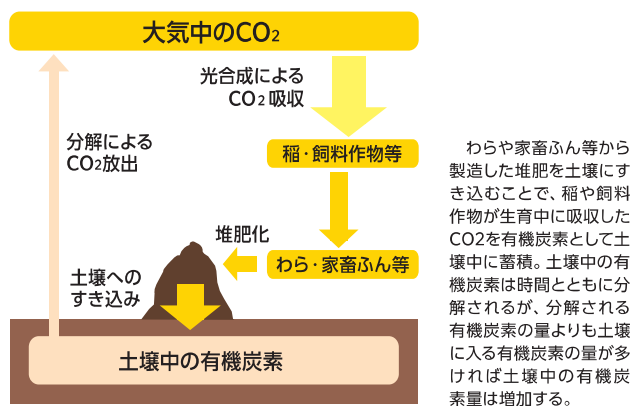 大気中のCO2
光合成による
CO2吸収
分解による
CO2放出
稲・飼料作物等
堆肥化
わら・家畜ふん等
土壌への
すき込み
土壌中の有機炭素
わらや家畜ふん等から
製造した堆肥を土壌にす
き込むことで、稲や飼料
作物が生育中に吸収した
CO2を有機炭素として土
壌中に蓄積。土壌中の有
機炭素は時間とともに分
解されるが、分解される
有機炭素の量よりも土壌
に入る有機炭素の量が多
ければ土壌中の有機炭
素量は増加する。